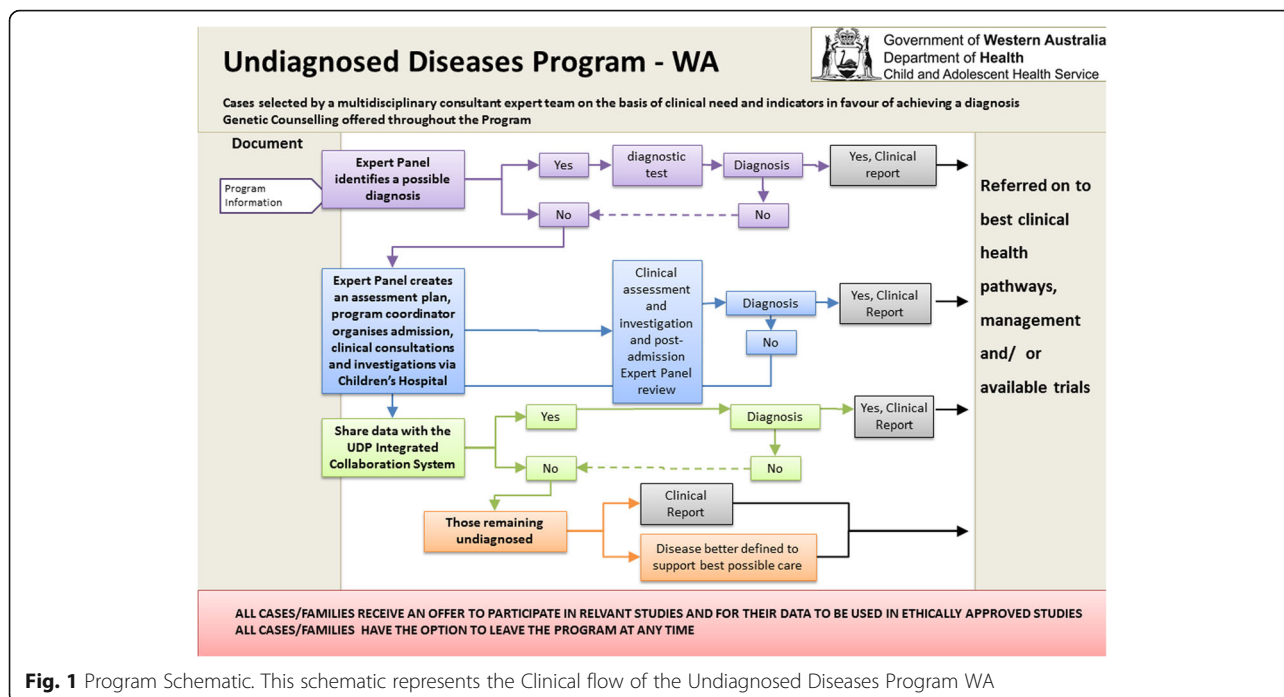 Undiagnosed Diseases Program - WA
Government of Western Australia
Department of Health
Child and Adolescent Health Service
Cases selected by a multidisciplinary consultant expert team on the basis of clinical need and indicators in favour of achieving a diagnosis
Genetic Counselling offered throughout the Program
Document
Program
Information
Expert Panel
identifies a possible
diagnosis
Yes
diagnostic
test
Diagnosis
Yes, Clinical
report
No
No
Expert Panel creates
an assessment plan,
program coordinator
organises admission,
clinical consultations
and investigations via
Children's Hospital
Clinical
assessment
and
investigation
and post-
admission
Expert Panel
review
Diagnosis
Yes, Clinical
Report
No
Share data with the
UDP Integrated
Collaboration System
Yes
Diagnosis
Yes, Clinical
Report
No
No
Those remaining
undiagnosed
Clinical
Report
Disease better defined to
support best possible care
Referred on to
best clinical
health
pathways,
management
and/ or
available trials
ALL CASES/FAMILIES RECEIVE AN OFFER TO PARTICIPATE IN RELVANT STUDIES AND FOR THEIR DATA TO BE USED IN ETHICALLY APPROVED STUDIES
ALL CASES/FAMILIES HAVE THE OPTION TO LEAVE THE PROGRAM AT ANY TIME
Fig. 1 Program Schematic. This schematic represents the Clinical flow of the Undiagnosed Diseases Program WA